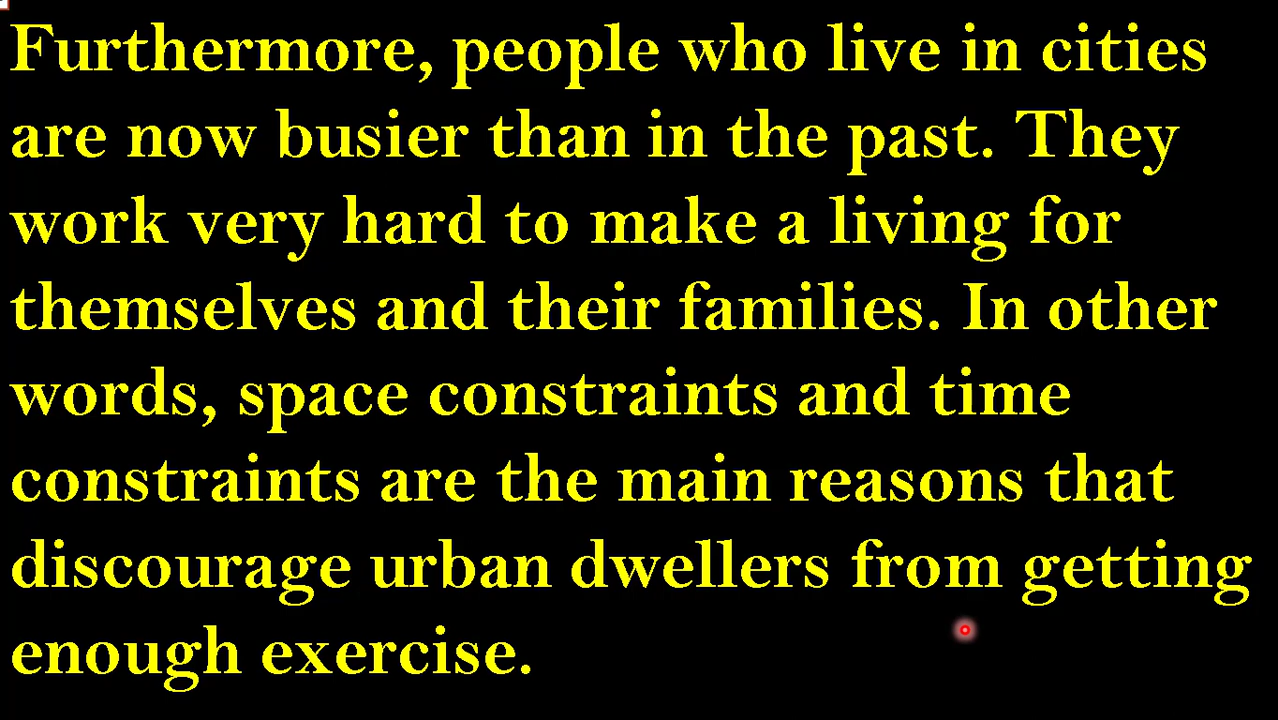 Furthermore, people who live in cities
are now busier than in the past. They
work very hard to make a living for
themselves and their families. In other
words, space constraints and time
constraints are the main reasons that
discourage urban dwellers from getting
enough exercise.